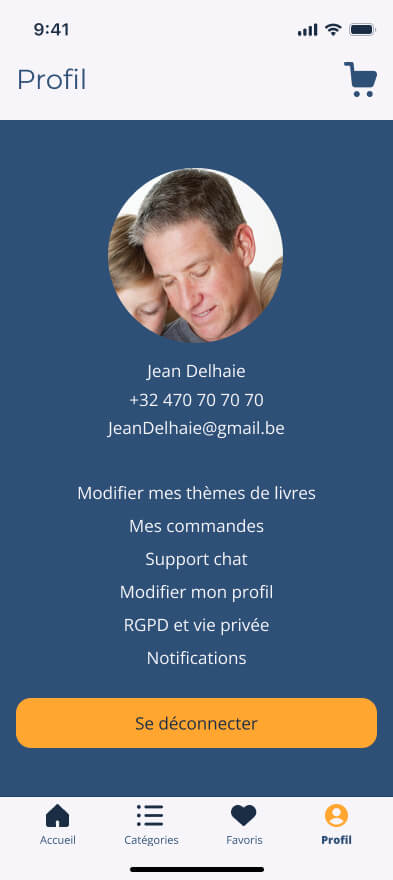 9:41
Profil
Jean Delhaie
+32 470 70 70 70
JeanDelhaie@gmail.be
Modifier mes thèmes de livres
Mes commandes
Support chat
Modifier mon profil
RGPD et vie privée
Notifications
Se déconnecter
Accueil
Catégories
Favoris
Profil